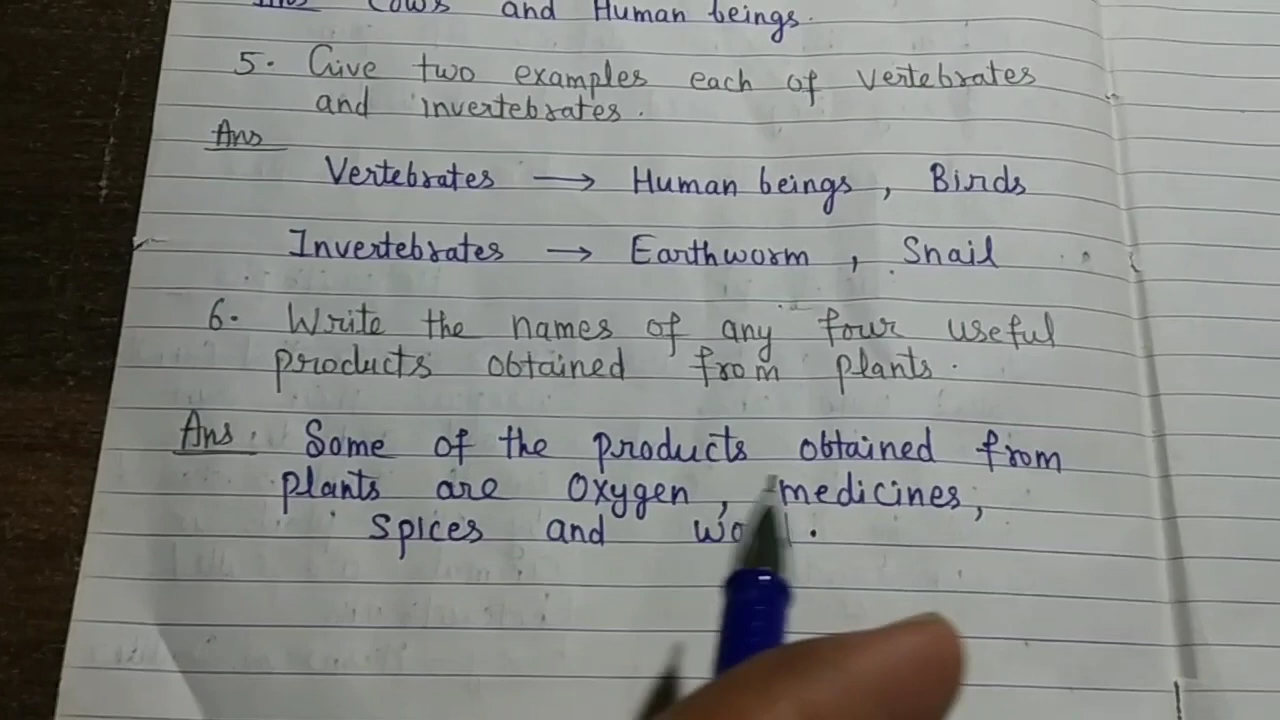 Cows and Human beings.
5. Give two examples each of vertebrates
and invertebrates.
Ans
Vertebrates → Human beings, Birds
Invertebrates → Earthworm, Snail
6. Write the names of any four useful
products obtained from plants.
Ans. Some of the products obtained from
plants are Oxygen, medicines,
spices and